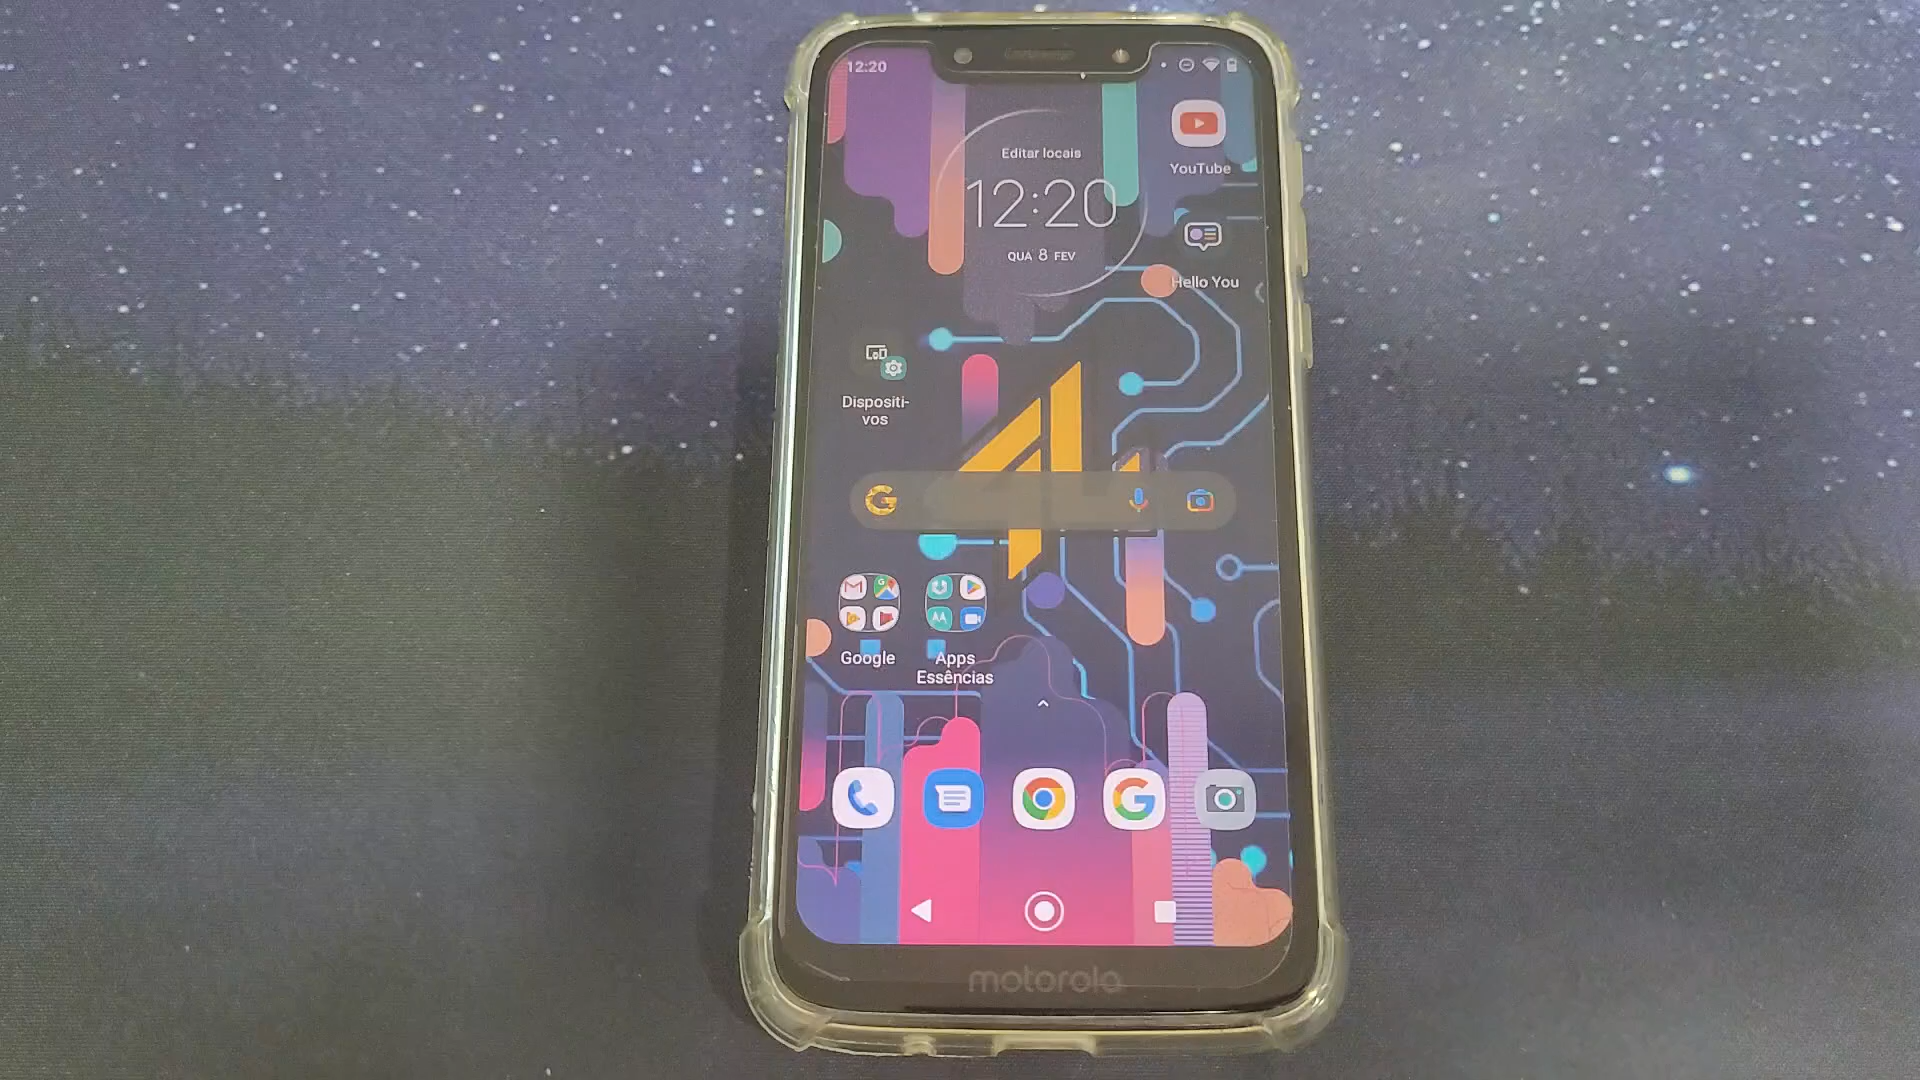 12:20
YouTube
Editar locais
12:20
QUA 8 FEV
Hello You
Dispositi-
vos
Google
Apps
Essências
motorola